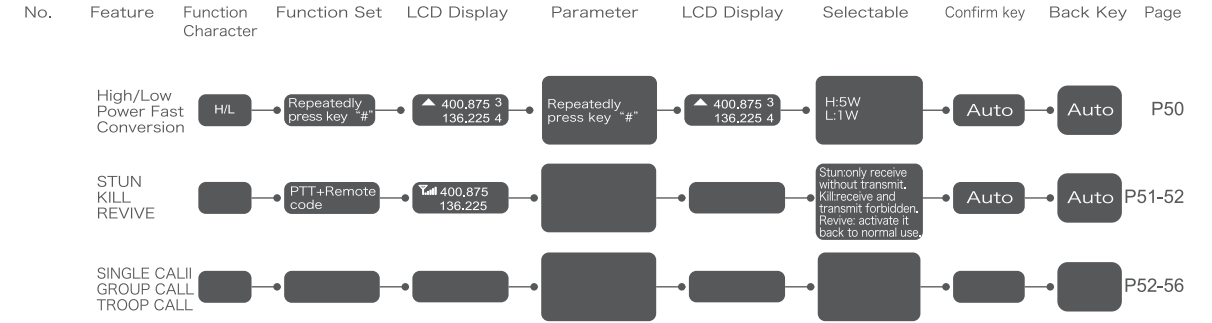 No. Feature Function Character Function Set LCD Display Parameter LCD Display Selectable Confirm key Back Key Page
High/Low
Power Fast
Conversion
H/L
Repeatedly
press key "#"
400.875 3
136.225 4
Repeatedly
press key "#"
400.875 3
136.225 4
H:5W
L:1W
Auto
Auto
P50
STUN
KILL
REVIVE
PTT+Remote
code
400.875
136.225
Stun:only receive
without transmit.
Kill:receive and
transmit forbidden.
Revive: activate it
back to normal use.
Auto
Auto
P51-52
SINGLE CALII
GROUP CALL
TROOP CALL
P52-56